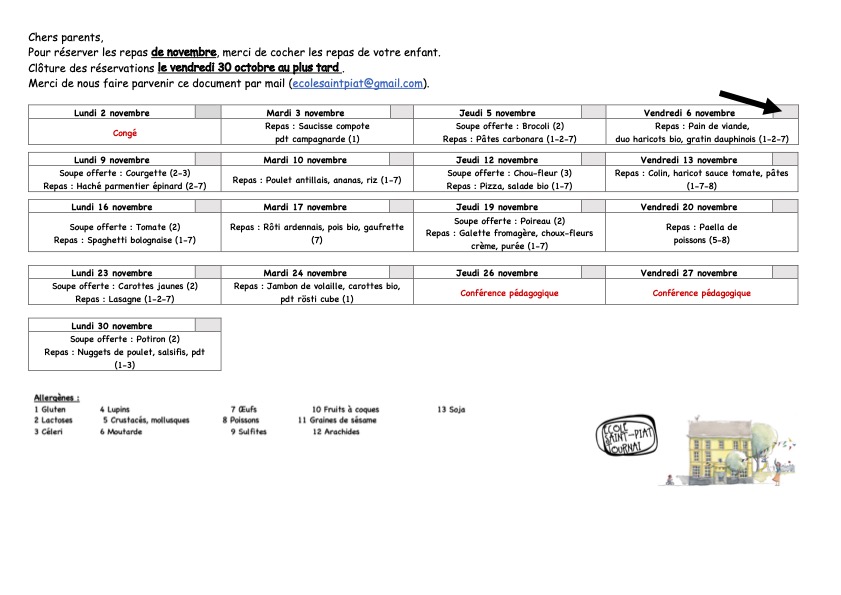 Chers parents,
Pour réserver les repas de novembre, merci de cocher les repas de votre enfant.
Clôture des réservations le vendredi 30 octobre au plus tard .
Merci de nous faire parvenir ce document par mail (ecolesaintpiat@gmail.com).
Lundi 2 novembre
Congé
Mardi 3 novembre
Repas : Saucisse compote
pdt campagnarde (1)
Jeudi 5 novembre
Soupe offerte : Brocoli (2)
Repas : Pâtes carbonara (1-2-7)
Vendredi 6 novembre
Repas : Pain de viande,
duo haricots bio, gratin dauphinois (1-2-7)
Lundi 9 novembre
Soupe offerte : Courgette (2-3)
Repas : Haché parmentier épinard (2-7)
Mardi 10 novembre
Repas : Poulet antillais, ananas, riz (1-7)
Jeudi 12 novembre
Soupe offerte : Chou-fleur (3)
Repas : Pizza, salade bio (1-7)
Vendredi 13 novembre
Repas : Colin, haricot sauce tomate, pâtes
(1-7-8)
Lundi 16 novembre
Soupe offerte : Tomate (2)
Repas : Spaghetti bolognaise (1-7)
Mardi 17 novembre
Repas : Rôti ardennais, pois bio, gaufrette
(7)
Jeudi 19 novembre
Soupe offerte : Poireau (2)
Repas : Galette fromagère, choux-fleurs
crème, purée (1-7)
Vendredi 20 novembre
Repas : Paella de
poissons (5-8)
Lundi 23 novembre
Soupe offerte : Carottes jaunes (2)
Repas : Lasagne (1-2-7)
Mardi 24 novembre
Repas : Jambon de volaille, carottes bio,
pdt rösti cube (1)
Jeudi 26 novembre
Conférence pédagogique
Vendredi 27 novembre
Conférence pédagogique
Lundi 30 novembre
Soupe offerte : Potiron (2)
Repas : Nuggets de poulet, salsifis, pdt
(1-3)
Allergènes :
1 Gluten 4 Lupins 7 Œufs 10 Fruits à coques 13 Soja
2 Lactoses 5 Crustacés, mollusques 8 Poissons 11 Graines de sésame
3 Céleri 6 Moutarde 9 Sulfites 12 Arachides
ECOLE
SAINT-PIAT
TOURNAI